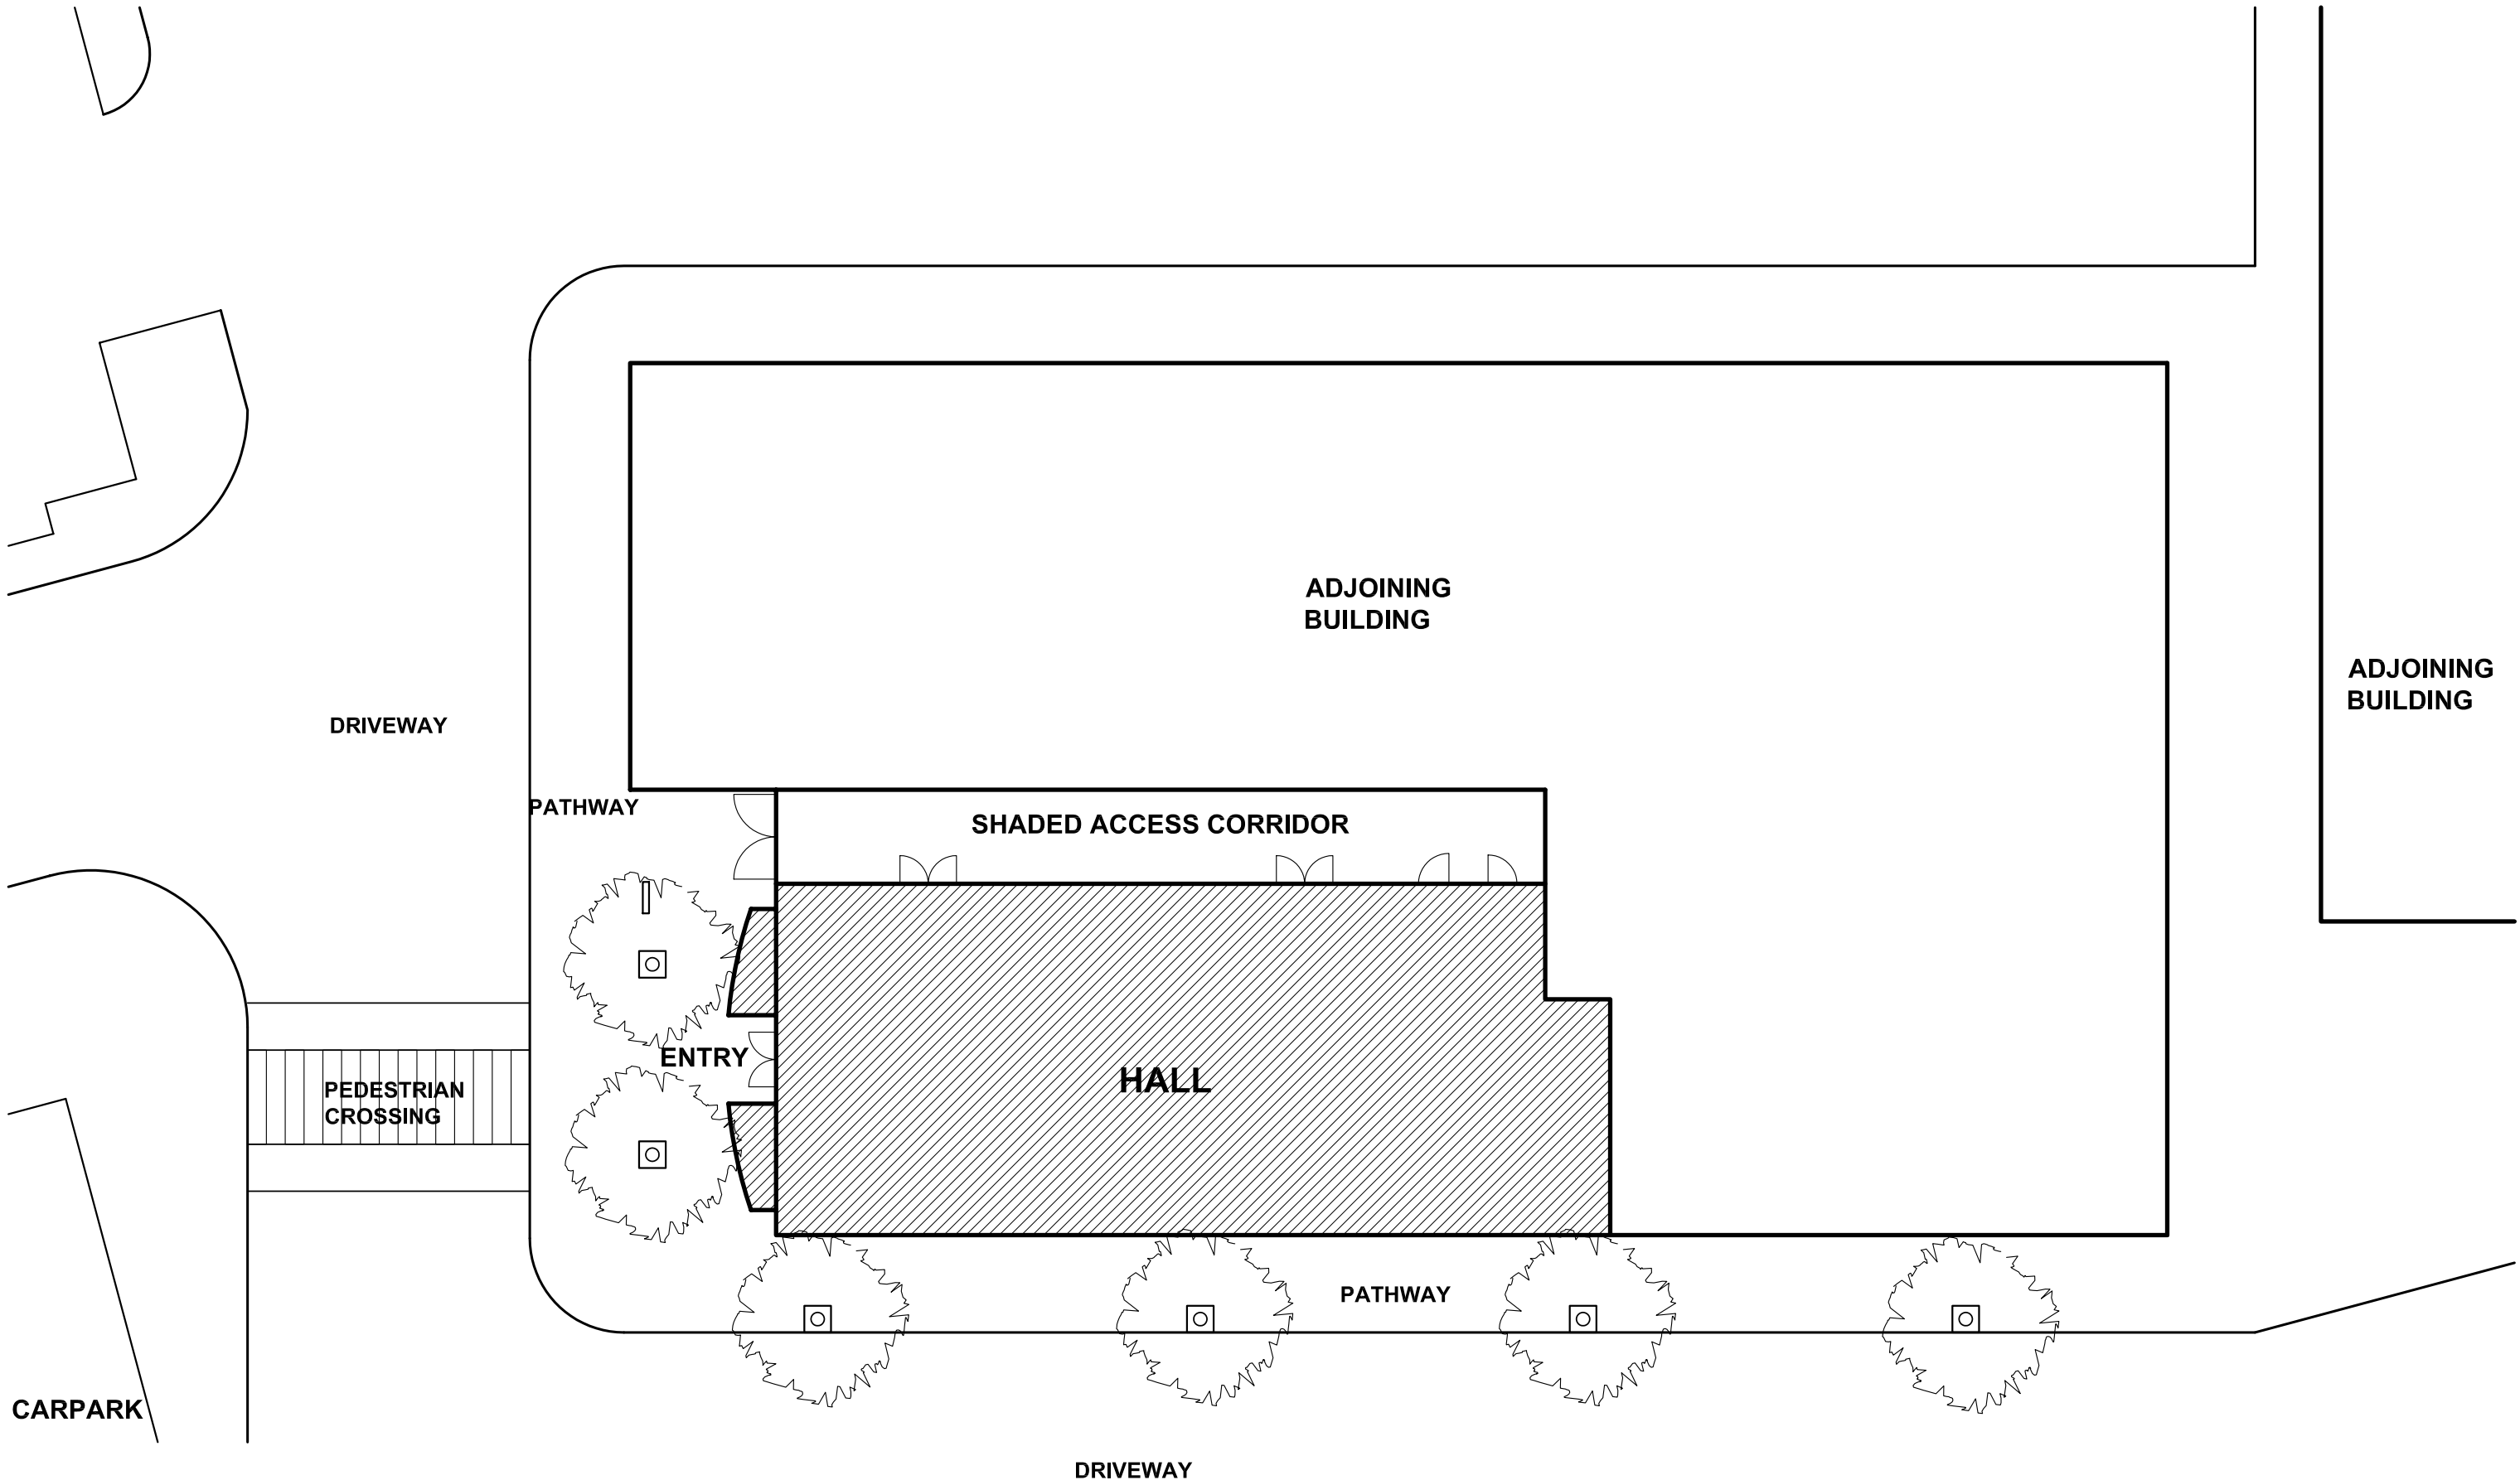 ADJOINING
BUILDING
ADJOINING
BUILDING
DRIVEWAY
PATHWAY
SHADED ACCESS CORRIDOR
ENTRY
HALL
PEDESTRIAN
CROSSING
PATHWAY
CARPARK
DRIVEWAY